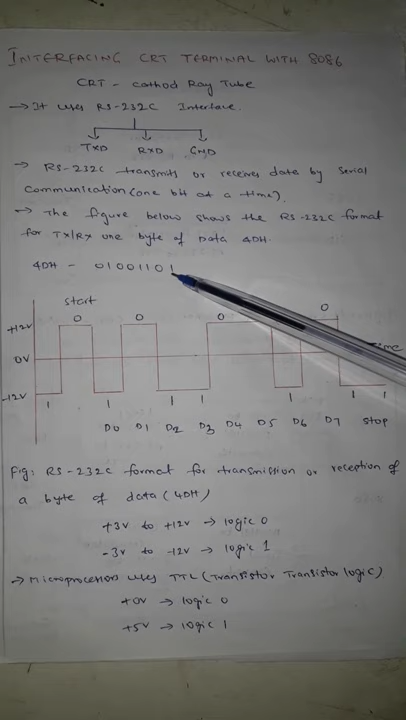 INTERFACING CRT TERMINAL WITH 8086
CRT - Cathod Ray Tube
→ It uses RS-232C Interface.
TXD RXD GND
→ RS-232C transmits or receives data by serial
Communication (one bit at a time).
→ The figure below shows the RS-232C format
for Tx/Rx one byte of Data 4DH.
4DH - 01001101
start
0 0 0 0
+12V
0V
-12V
1 1 1 1 1 1 1
D0 D1 D2 D3 D4 D5 D6 D7 Stop
Fig: RS-232C format for transmission or reception of
a byte of data (4DH)
+3V to +12V → logic 0
-3V to -12V → logic 1
→ Microprocessors uses TTL (Transistor Transistor logic)
+0V → logic 0
+5V → logic 1